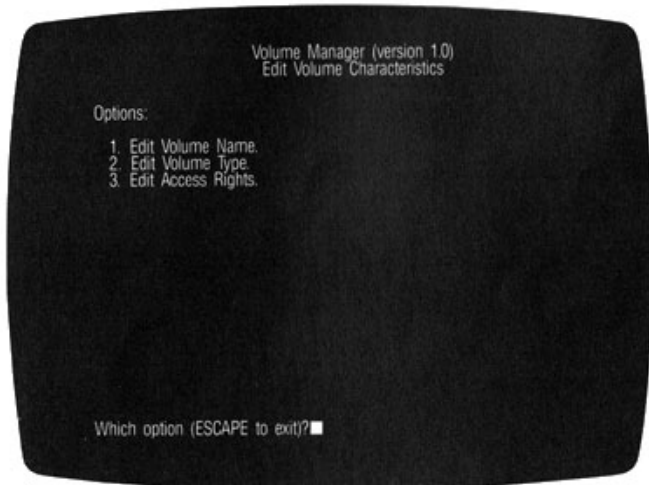 Volume Manager (version 1.0)
Edit Volume Characteristics
Options:
1. Edit Volume Name.
2. Edit Volume Type.
3. Edit Access Rights.
Which option (ESCAPE to exit)?